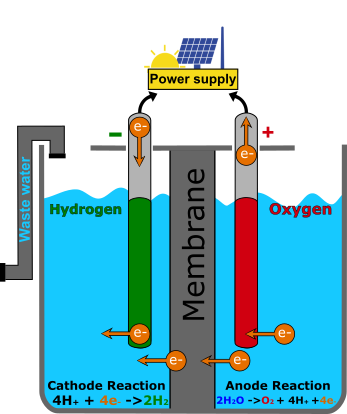 Power supply
-
e-
+
e-
Waste water
Hydrogen
Membrane
Oxygen
e-
e-
e-
e-
Cathode Reaction
4H+ + 4e- ->2H2
Anode Reaction
2H2O ->O2 + 4H+ +4e